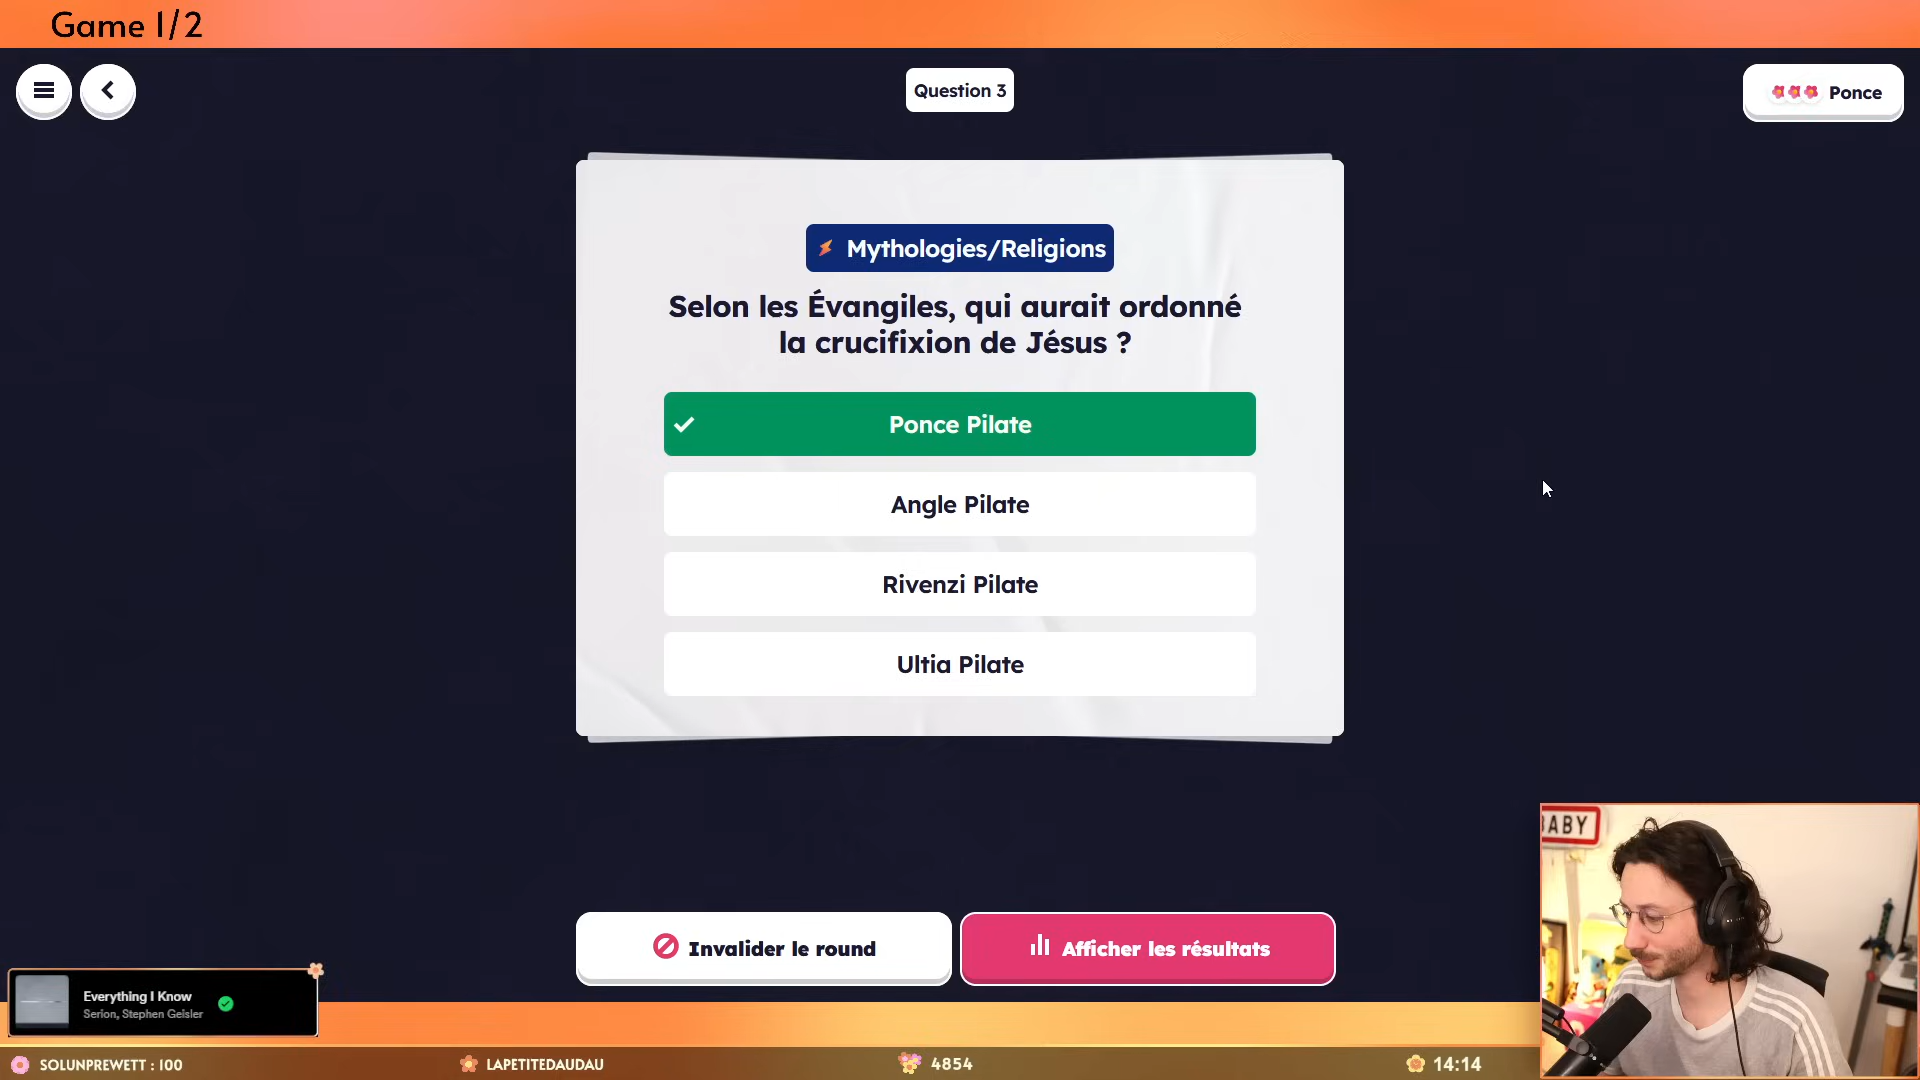 Game 1/2
Question 3
Ponce
Mythologies/Religions
Selon les Évangiles, qui aurait ordonné
la crucifixion de Jésus ?
Ponce Pilate
Angle Pilate
Rivenzi Pilate
Ultia Pilate
Invalider le round
Afficher les résultats
BABY
Everything I Know
Serion, Stephen Geisler
SOLUNPREWETT : 100
LAPETITEDAUDAU
4854
14:14